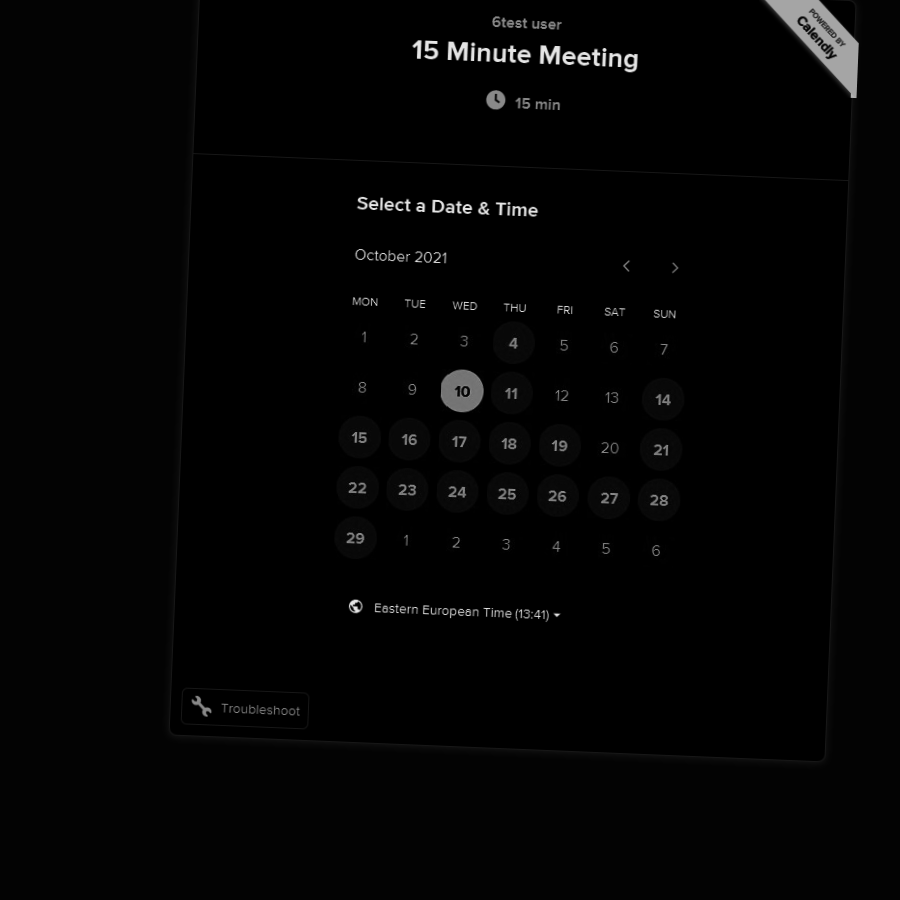 6test user
15 Minute Meeting
15 min
POWERED BY
Calendly
Select a Date & Time
October 2021
MON TUE WED THU FRI SAT SUN
1 2 3 4 5 6 7
8 9 10 11 12 13 14
15 16 17 18 19 20 21
22 23 24 25 26 27 28
29 1 2 3 4 5 6
Eastern European Time (13:41)
Troubleshoot